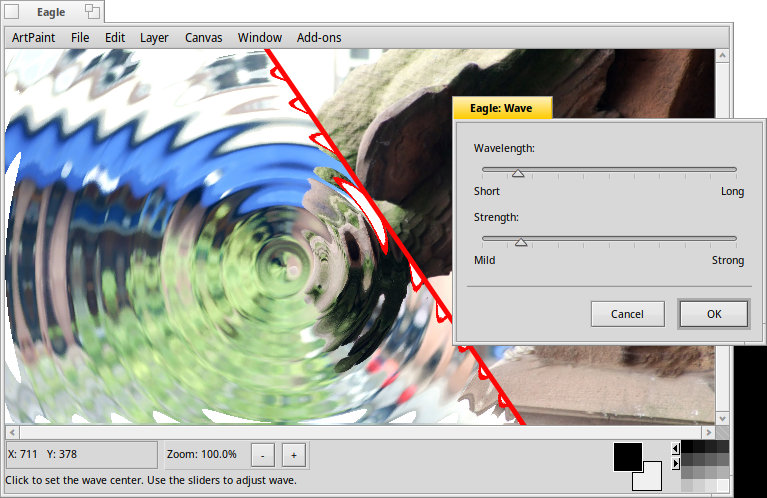 Eagle
ArtPaint File Edit Layer Canvas Window Add-ons
Eagle: Wave
Wavelength:
Short Long
Strength:
Mild Strong
Cancel OK
X: 711 Y: 378 Zoom: 100.0% - +
Click to set the wave center. Use the sliders to adjust wave.